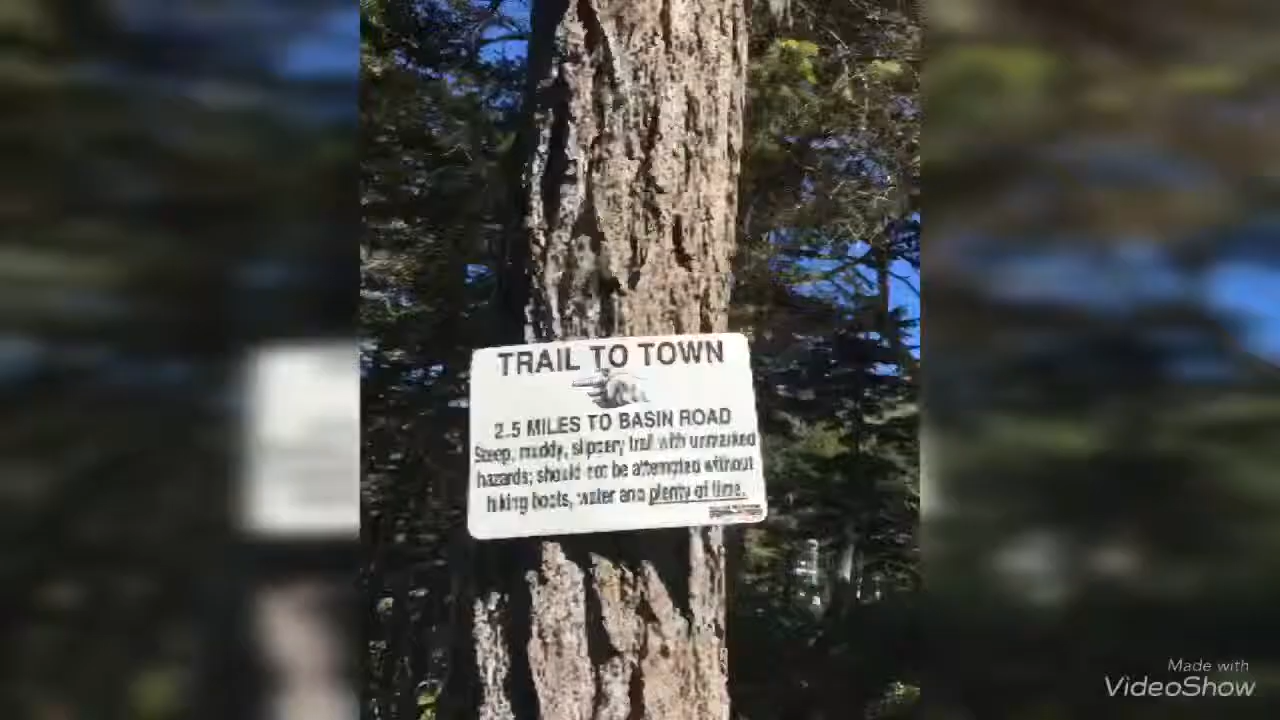 TRAIL TO TOWN
2.5 MILES TO BASIN ROAD
Steep, muddy, slippery trail with unmarked
hazards; should not be attempted without
hiking boots, water and plenty of time.
Made with
VideoShow